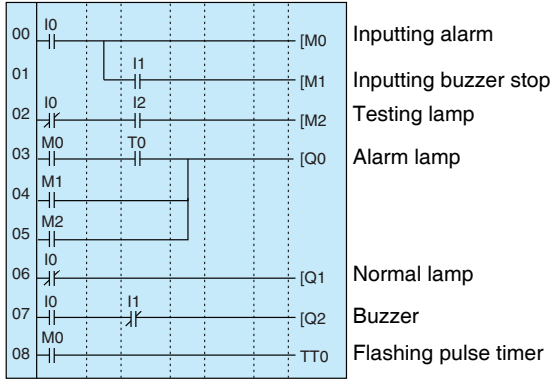 I0
00 [M0 Inputting alarm
I1
01 [M1 Inputting buzzer stop
I0 I2
02 [M2 Testing lamp
M0 T0
03 [Q0 Alarm lamp
M1
04
M2
05
I0
06 [Q1 Normal lamp
I0 I1
07 [Q2 Buzzer
M0
08 TT0 Flashing pulse timer